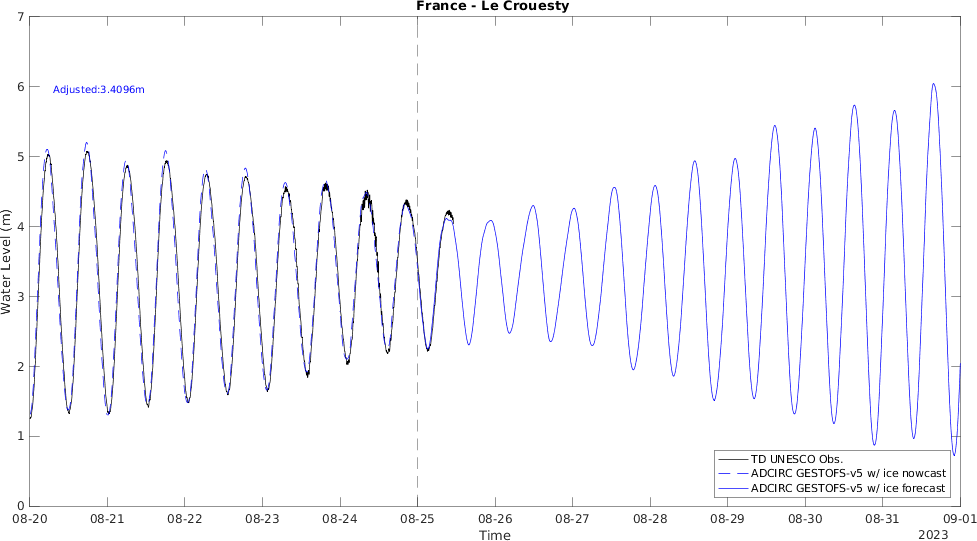 France - Le Crouesty
7
6
5
4
3
2
1
0
Water Level (m)
Adjusted:3.4096m
TD UNESCO Obs.
ADCIRC GESTOFS-v5 w/ ice nowcast
ADCIRC GESTOFS-v5 w/ ice forecast
08-20 08-21 08-22 08-23 08-24 08-25 08-26 08-27 08-28 08-29 08-30 08-31 09-01
Time
2023